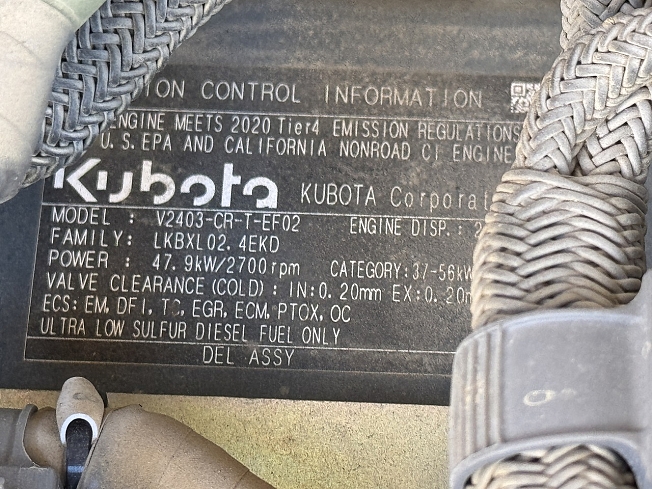 ION CONTROL INFORMATION
ENGINE MEETS 2020 Tier4 EMISSION REGULATIONS
U.S. EPA AND CALIFORNIA NONROAD CI ENGINE
Kubota KUBOTA Corporat
MODEL : V2403-CR-T-EF02 ENGINE DISP.: 2
FAMILY: LKBXL02.4EKD
POWER : 47.9kW/2700rpm CATEGORY:37-56kW
VALVE CLEARANCE (COLD) : IN:0.20mm EX:0.20m
ECS: EM, DFI, TC, EGR, ECM, PTOX, OC
ULTRA LOW SULFUR DIESEL FUEL ONLY
DEL ASSY